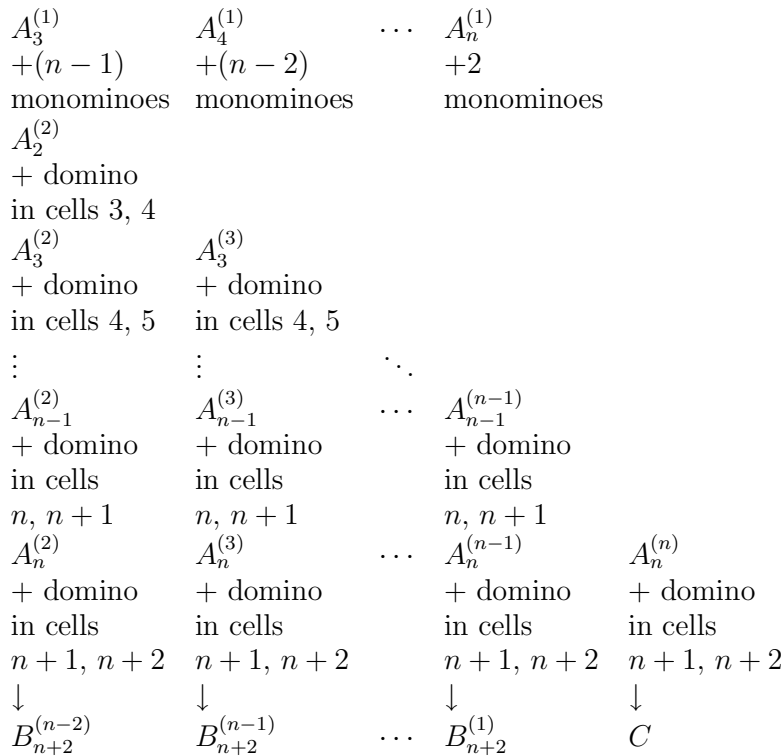 $A_3^{(1)}$ $A_4^{(1)}$ ⋯ $A_n^{(1)}$
+(n − 1) +(n − 2) +2
monominoes monominoes monominoes
$A_2^{(2)}$
+ domino
in cells 3, 4
$A_3^{(2)}$ $A_3^{(3)}$
+ domino + domino
in cells 4, 5 in cells 4, 5
⋮ ⋮ ⋱
$A_{n-1}^{(2)}$ $A_{n-1}^{(3)}$ ⋯ $A_{n-1}^{(n-1)}$
+ domino + domino + domino
in cells in cells in cells
n, n + 1 n, n + 1 n, n + 1
$A_n^{(2)}$ $A_n^{(3)}$ ⋯ $A_n^{(n-1)}$ $A_n^{(n)}$
+ domino + domino + domino + domino
in cells in cells in cells in cells
n + 1, n + 2 n + 1, n + 2 n + 1, n + 2 n + 1, n + 2
↓ ↓ ↓ ↓
$B_{n+2}^{(n-2)}$ $B_{n+2}^{(n-1)}$ ⋯ $B_{n+2}^{(1)}$ C